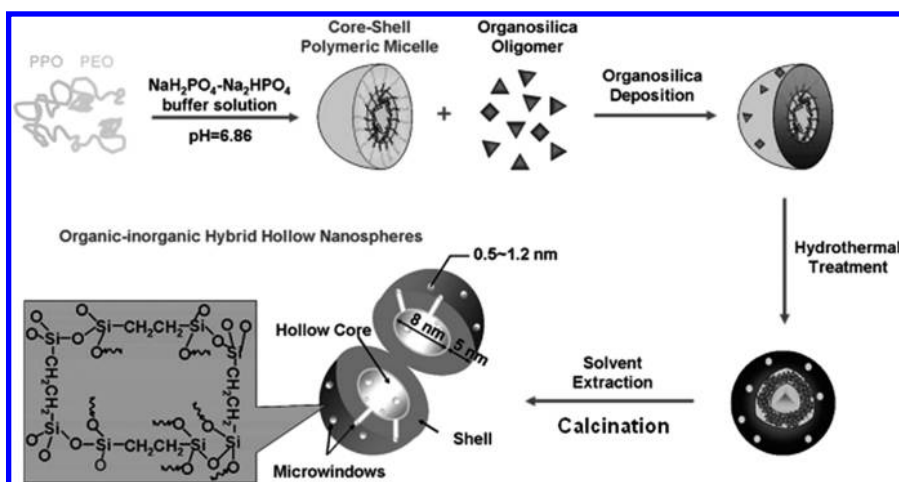 PPO PEO
NaH₂PO₄-Na₂HPO₄
buffer solution
pH=6.86
Core-Shell
Polymeric Micelle
+
Organosilica
Oligomer
Organosilica
Deposition
Hydrothermal
Treatment
Solvent
Extraction
Calcination
Organic-inorganic Hybrid Hollow Nanospheres
0.5~1.2 nm
8 nm
5 nm
Hollow Core
Shell
Microwindows
O O O O
Si O Si CH₂CH₂ Si O Si
O O
CH₂CH₂ CH₂CH₂
O O O O
Si O Si CH₂CH₂ Si O Si
O O O O